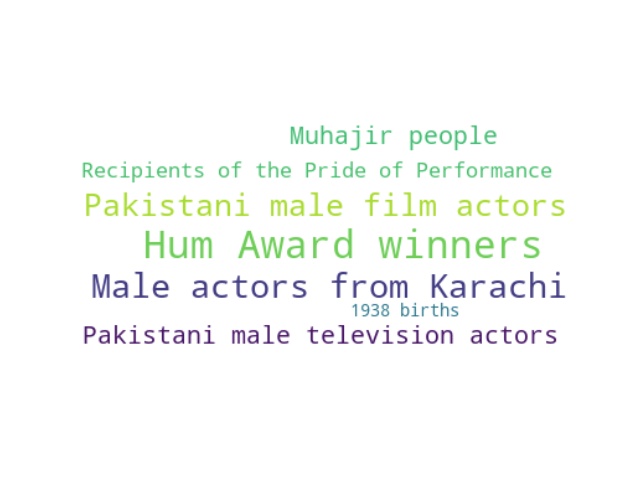 Muhajir people
Recipients of the Pride of Performance
Pakistani male film actors
Hum Award winners
Male actors from Karachi
1938 births
Pakistani male television actors